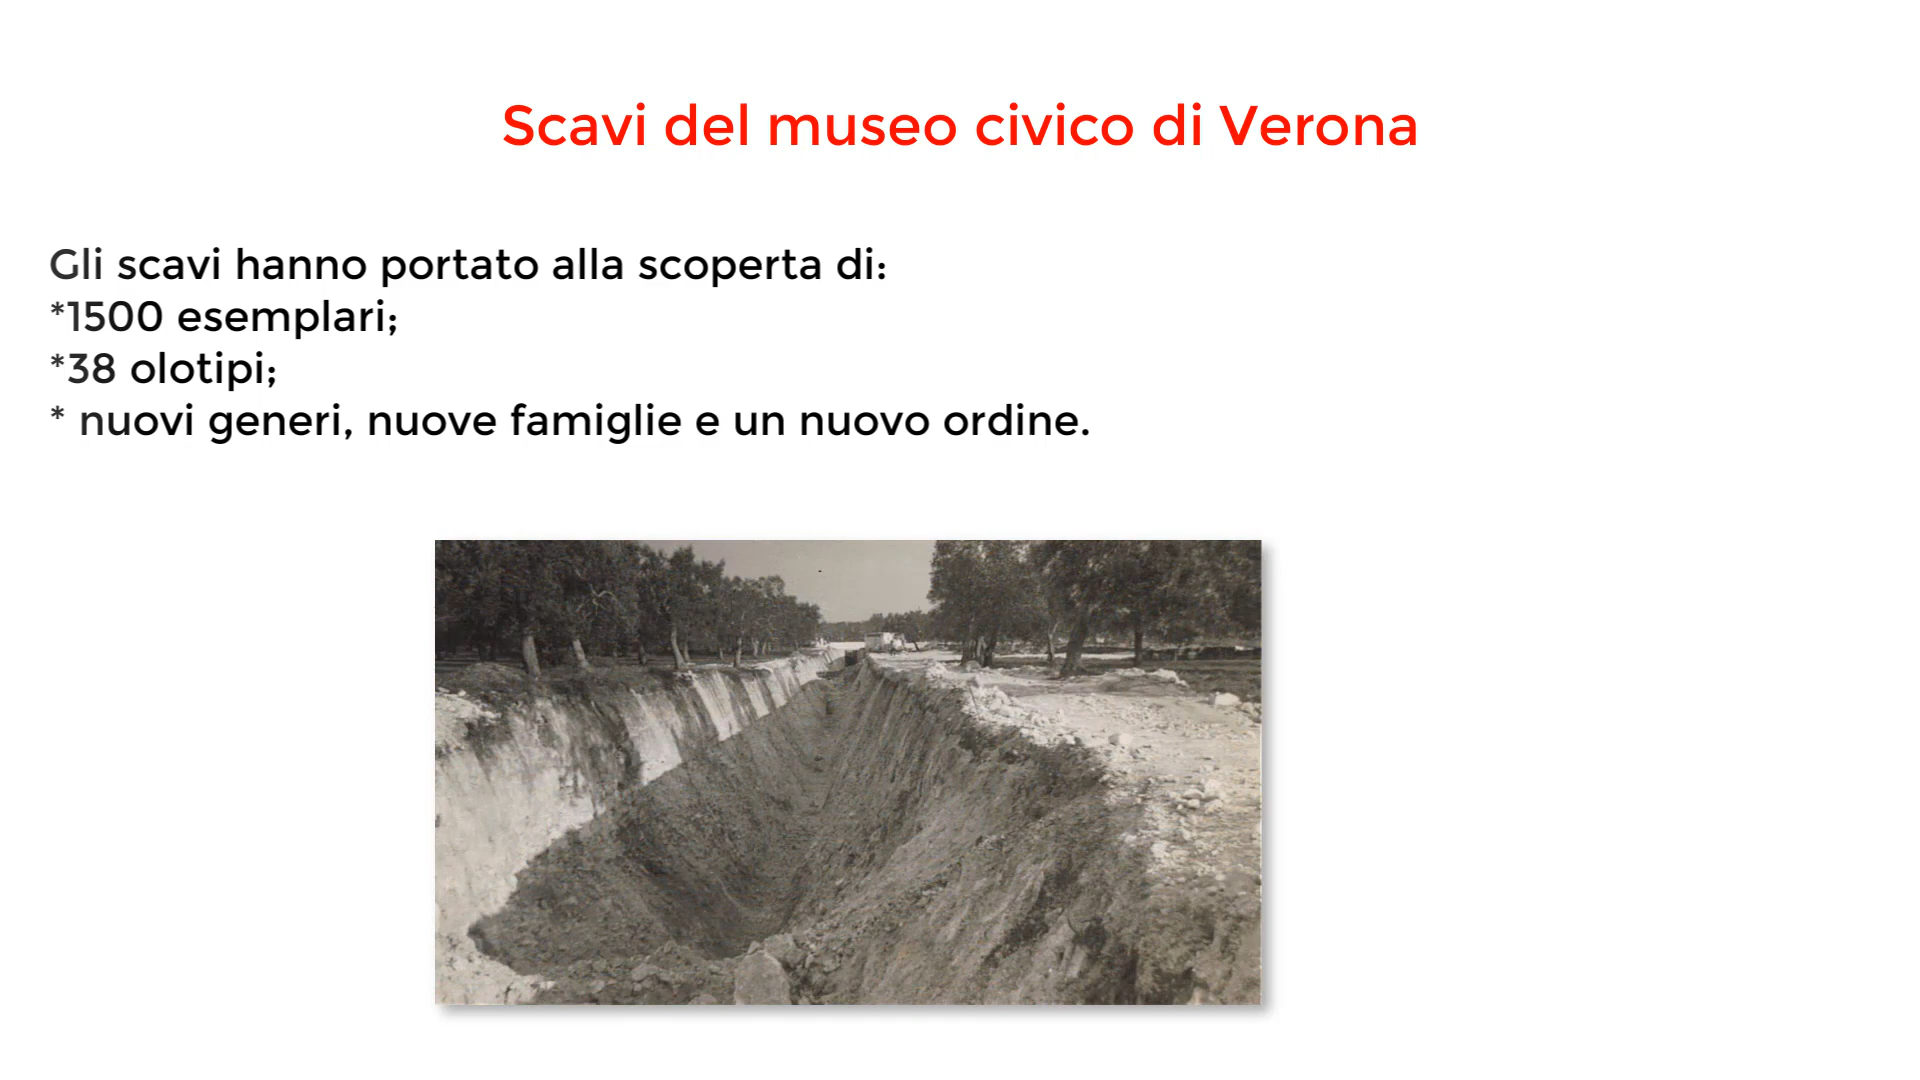 Scavi del museo civico di Verona
Gli scavi hanno portato alla scoperta di:
*1500 esemplari;
*38 olotipi;
* nuovi generi, nuove famiglie e un nuovo ordine.